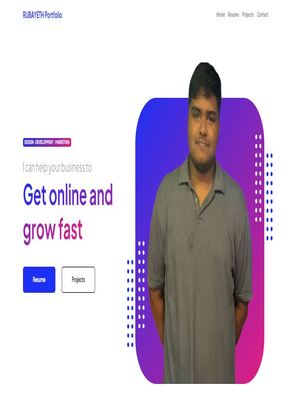 RUBAYETH Portfolio
Home Resume Projects Contact
DESIGN · DEVELOPMENT · MARKETING
I can help your business to
Get online and
grow fast
Resume Projects